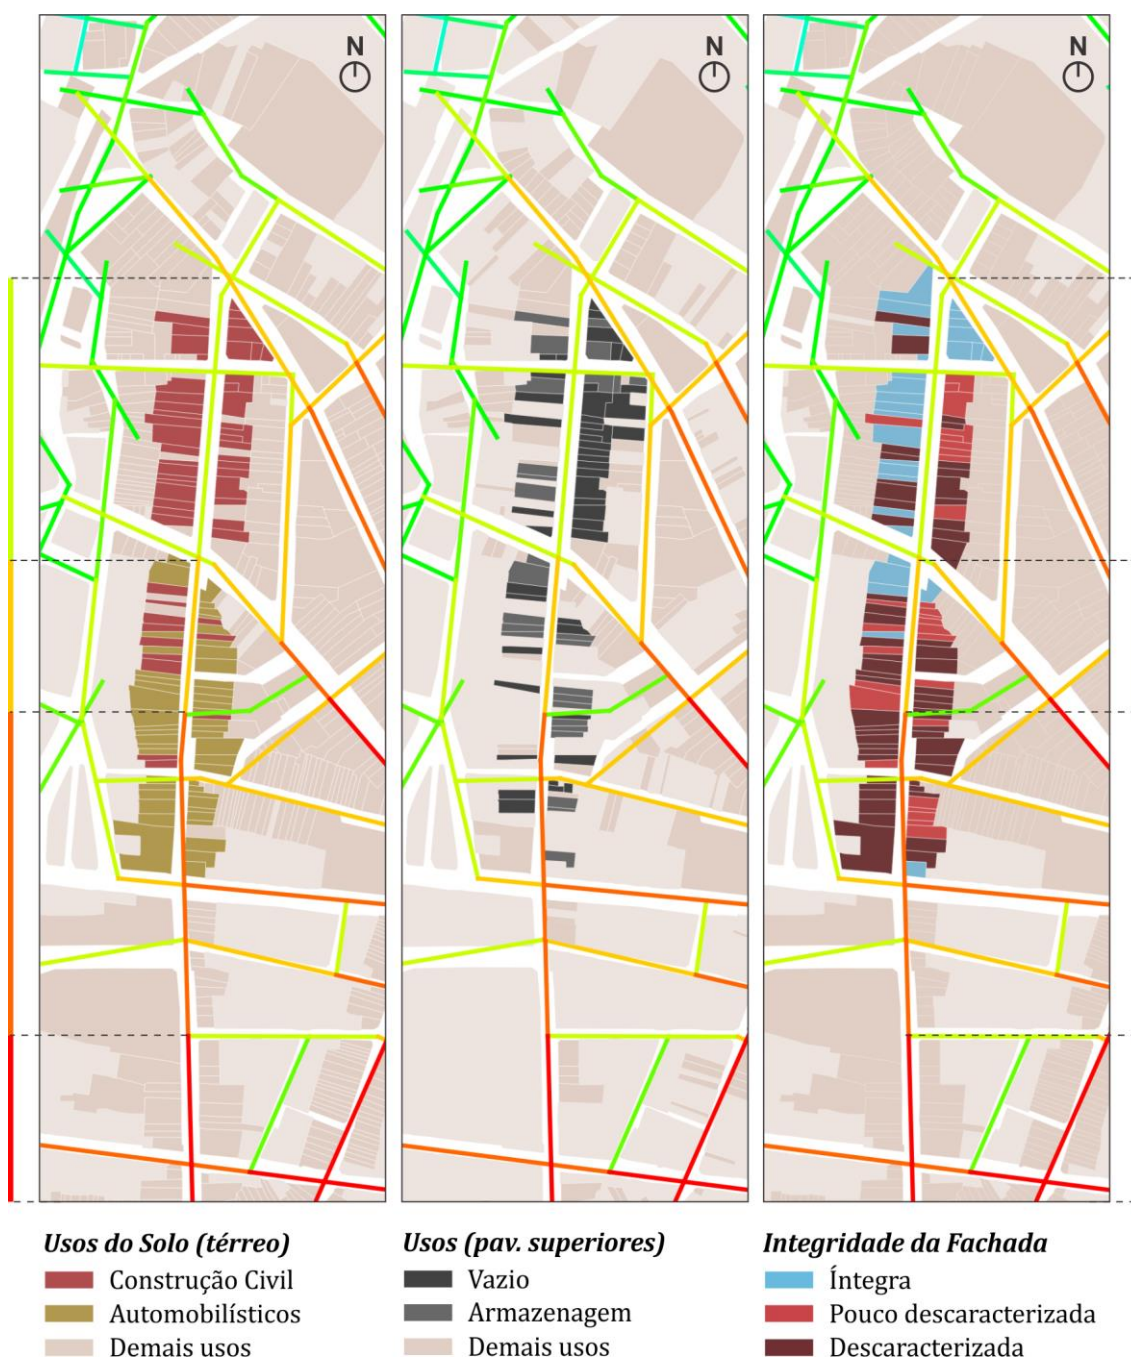 N
N
N
Usos do Solo (térreo)
Construção Civil
Automobilísticos
Demais usos
Usos (pav. superiores)
Vazio
Armazenagem
Demais usos
Integridade da Fachada
Íntegra
Pouco descaracterizada
Descaracterizada